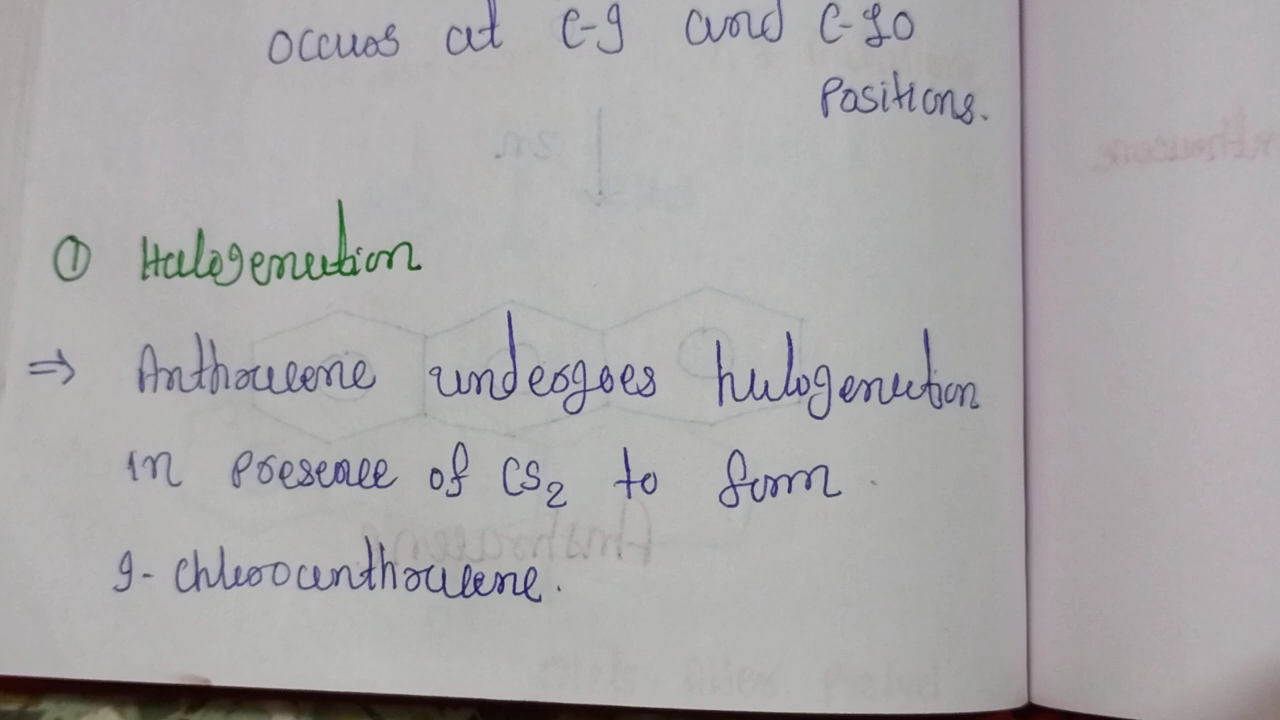 occurs at C-9 and C-10
Positions.
① Halogenation
⇒ Anthracene undergoes halogenation
in presence of CS₂ to form
9-chloroanthracene.